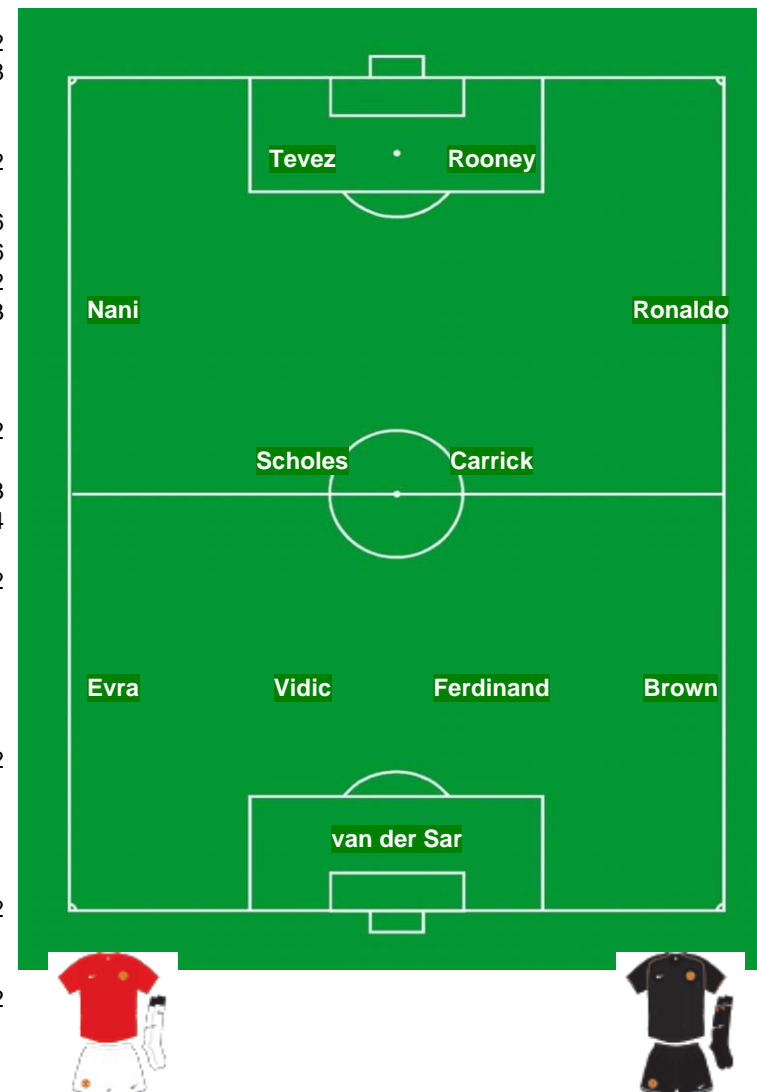 Tevez Rooney
Nani Ronaldo
Scholes Carrick
Evra Vidic Ferdinand Brown
van der Sar